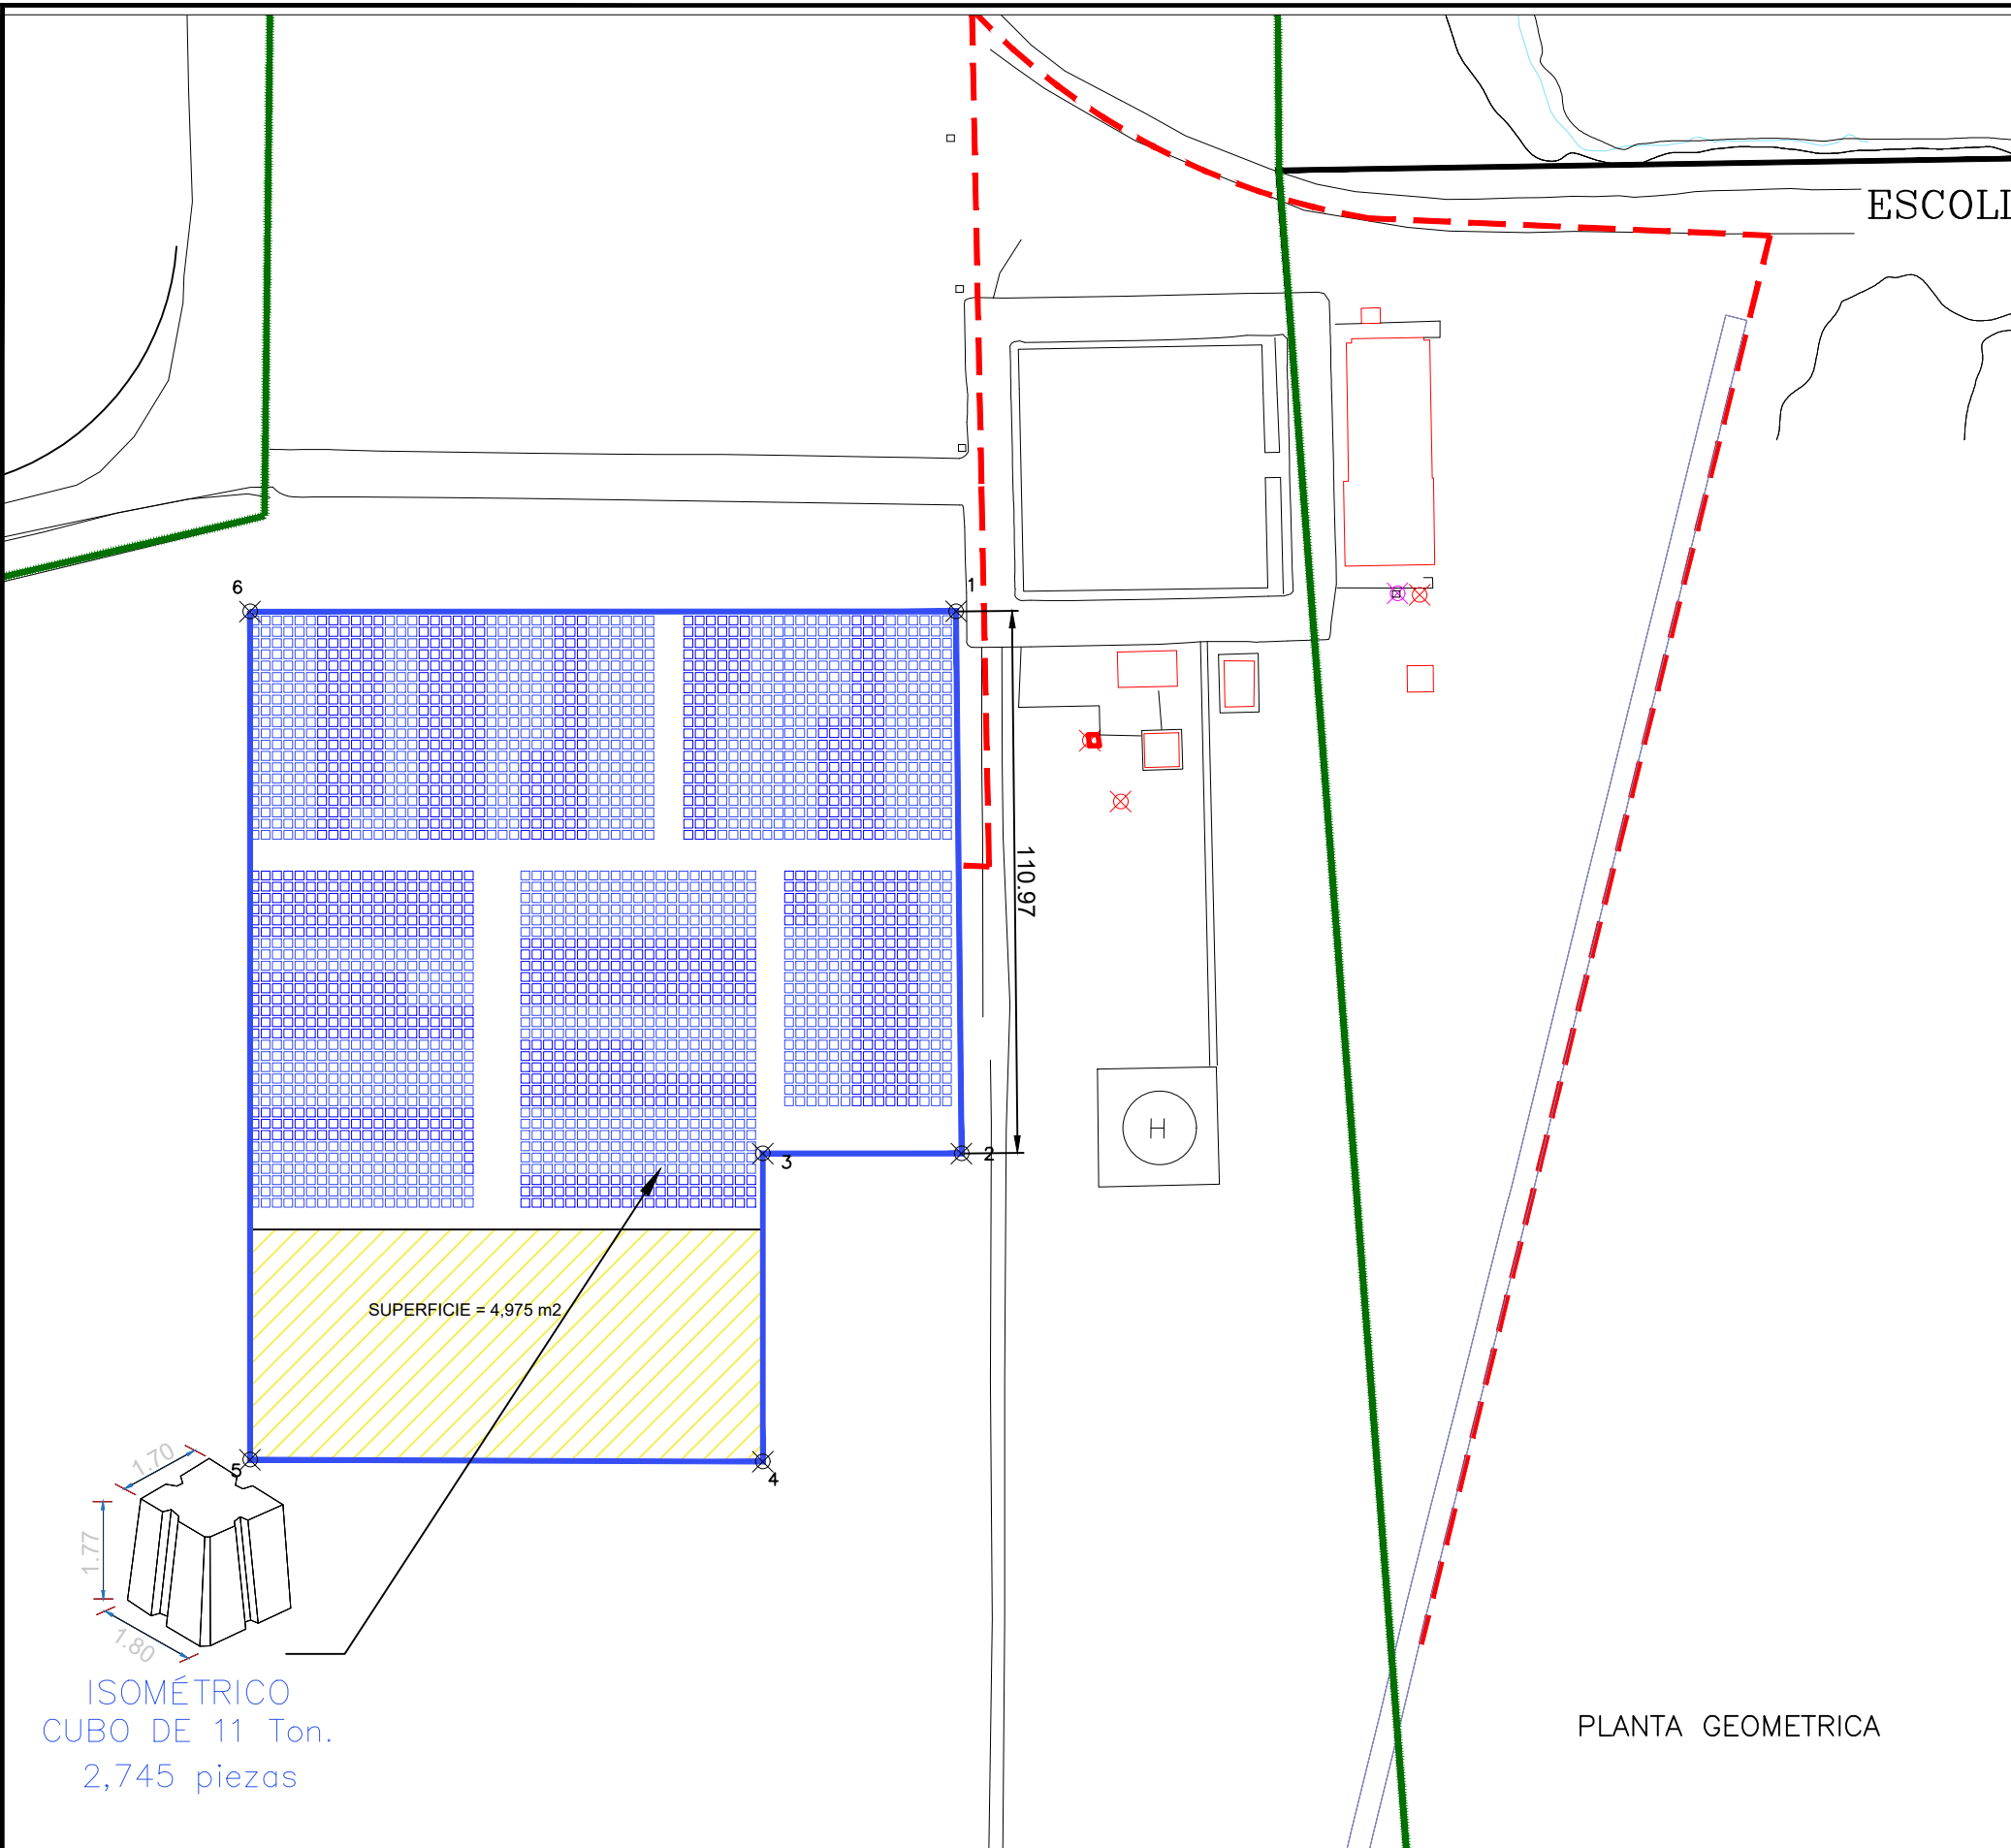 ESCOLL
6
1
110.97
3
2
SUPERFICIE = 4,975 m2
H
5
4
1.70
1.77
1.80
ISOMÉTRICO
CUBO DE 11 Ton.
2,745 piezas
PLANTA GEOMETRICA